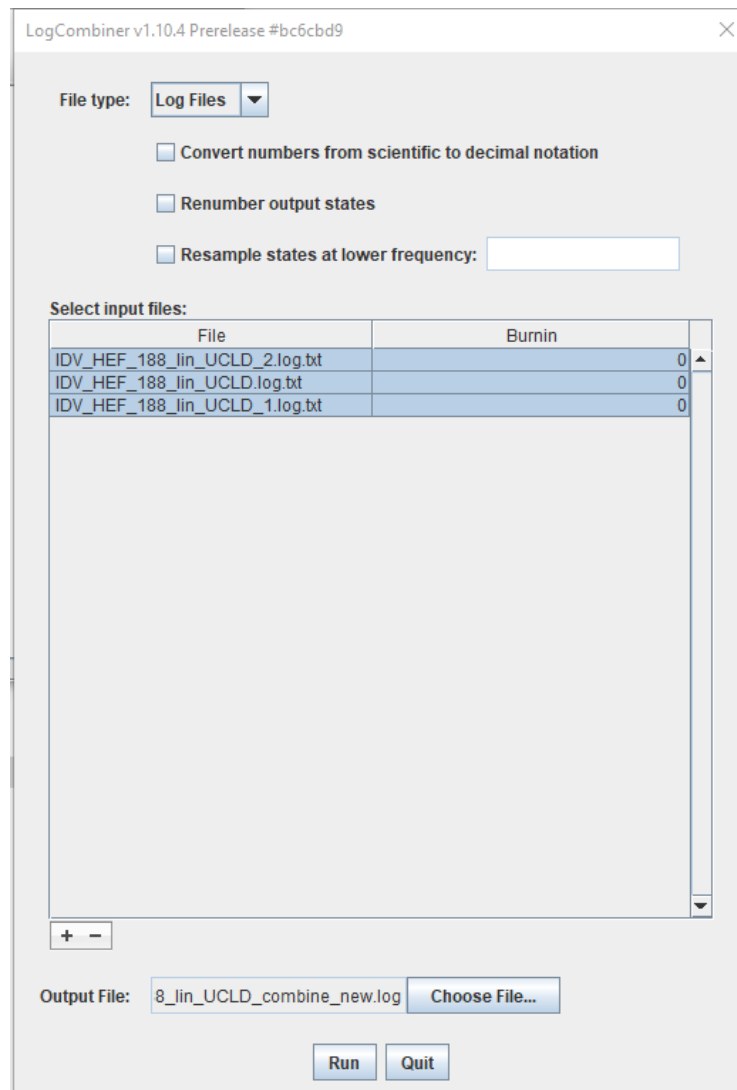 LogCombiner v1.10.4 Prerelease #bc6cbd9
File type: Log Files
Convert numbers from scientific to decimal notation
Renumber output states
Resample states at lower frequency:
Select input files:
File Burnin
IDV_HEF_188_lin_UCLD_2.log.txt 0
IDV_HEF_188_lin_UCLD.log.txt 0
IDV_HEF_188_lin_UCLD_1.log.txt 0
+ −
Output File: 8_lin_UCLD_combine_new.log Choose File...
Run Quit